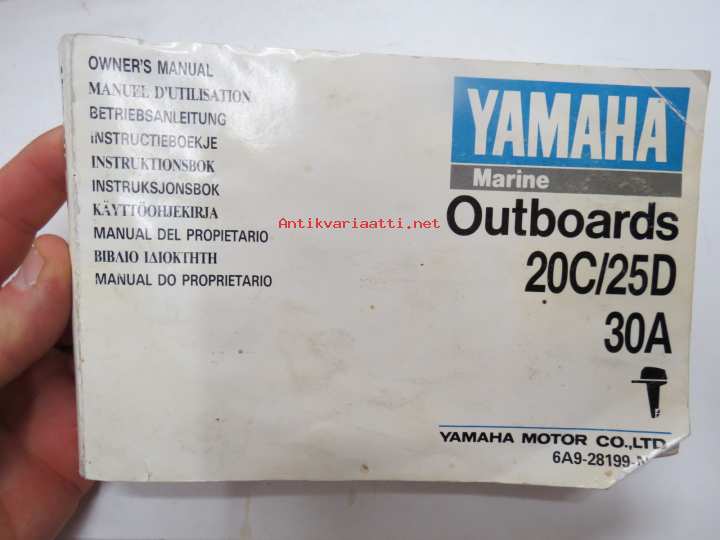 OWNER'S MANUAL
MANUEL D'UTILISATION
BETRIEBSANLEITUNG
INSTRUCTIEBOEKJE
INSTRUKTIONSBOK
INSTRUKSJONSBOK
KÄYTTÖOHJEKIRJA
MANUAL DEL PROPIETARIO
ΒΙΒΛΙΟ ΙΔΙΟΚΤΗΤΗ
MANUAL DO PROPRIETARIO
Antikvariaatti.net
YAMAHA
Marine
Outboards
20C/25D
30A
YAMAHA MOTOR CO.,LTD
6A9-28199-